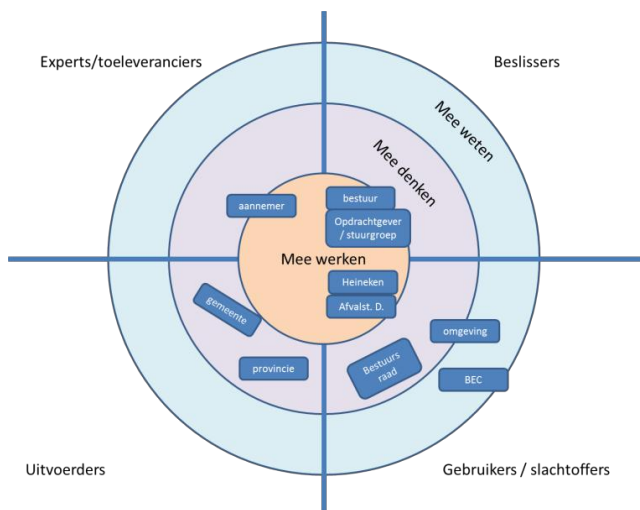 Experts/toeleveranciers
Beslissers
Mee weten
Mee denken
aannemer
bestuur
Opdrachtgever
/ stuurgroep
Mee werken
Heineken
Afvalst. D.
gemeente
omgeving
provincie
Bestuurs
raad
BEC
Uitvoerders
Gebruikers / slachtoffers